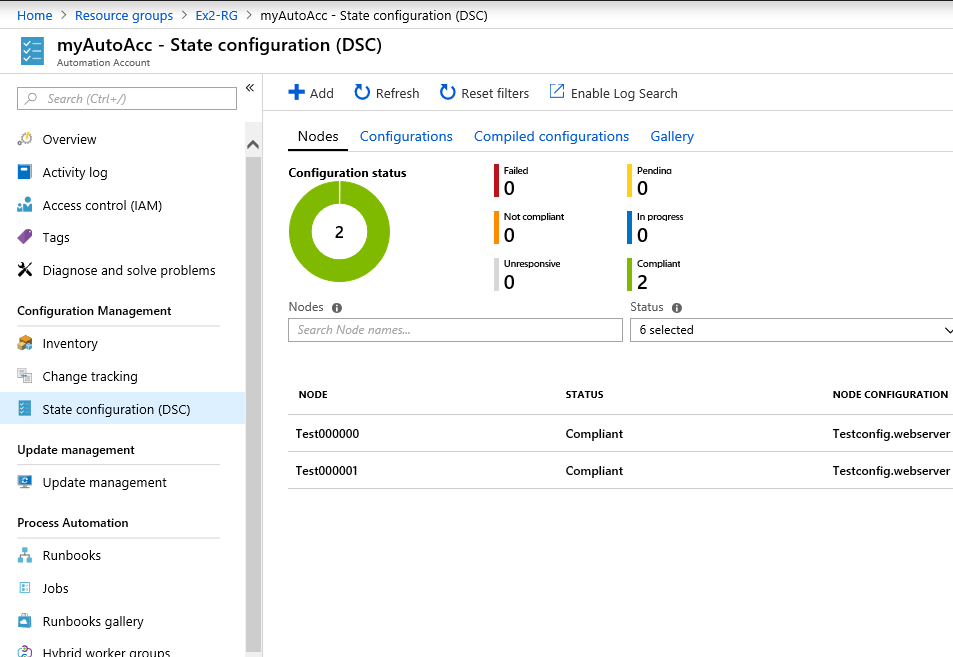 Home > Resource groups > Ex2-RG > myAutoAcc - State configuration (DSC)
myAutoAcc - State configuration (DSC)
Automation Account
Search (Ctrl+/)
«
Overview
Activity log
Access control (IAM)
Tags
Diagnose and solve problems
Configuration Management
Inventory
Change tracking
State configuration (DSC)
Update management
Update management
Process Automation
Runbooks
Jobs
Runbooks gallery
Hybrid worker groups
Add Refresh Reset filters Enable Log Search
Nodes Configurations Compiled configurations Gallery
Configuration status
2
Failed
0
Pending
0
Not compliant
0
In progress
0
Unresponsive
0
Compliant
2
Nodes
Search Node names...
Status
6 selected
NODE STATUS NODE CONFIGURATION
Test000000 Compliant Testconfig.webserver
Test000001 Compliant Testconfig.webserver